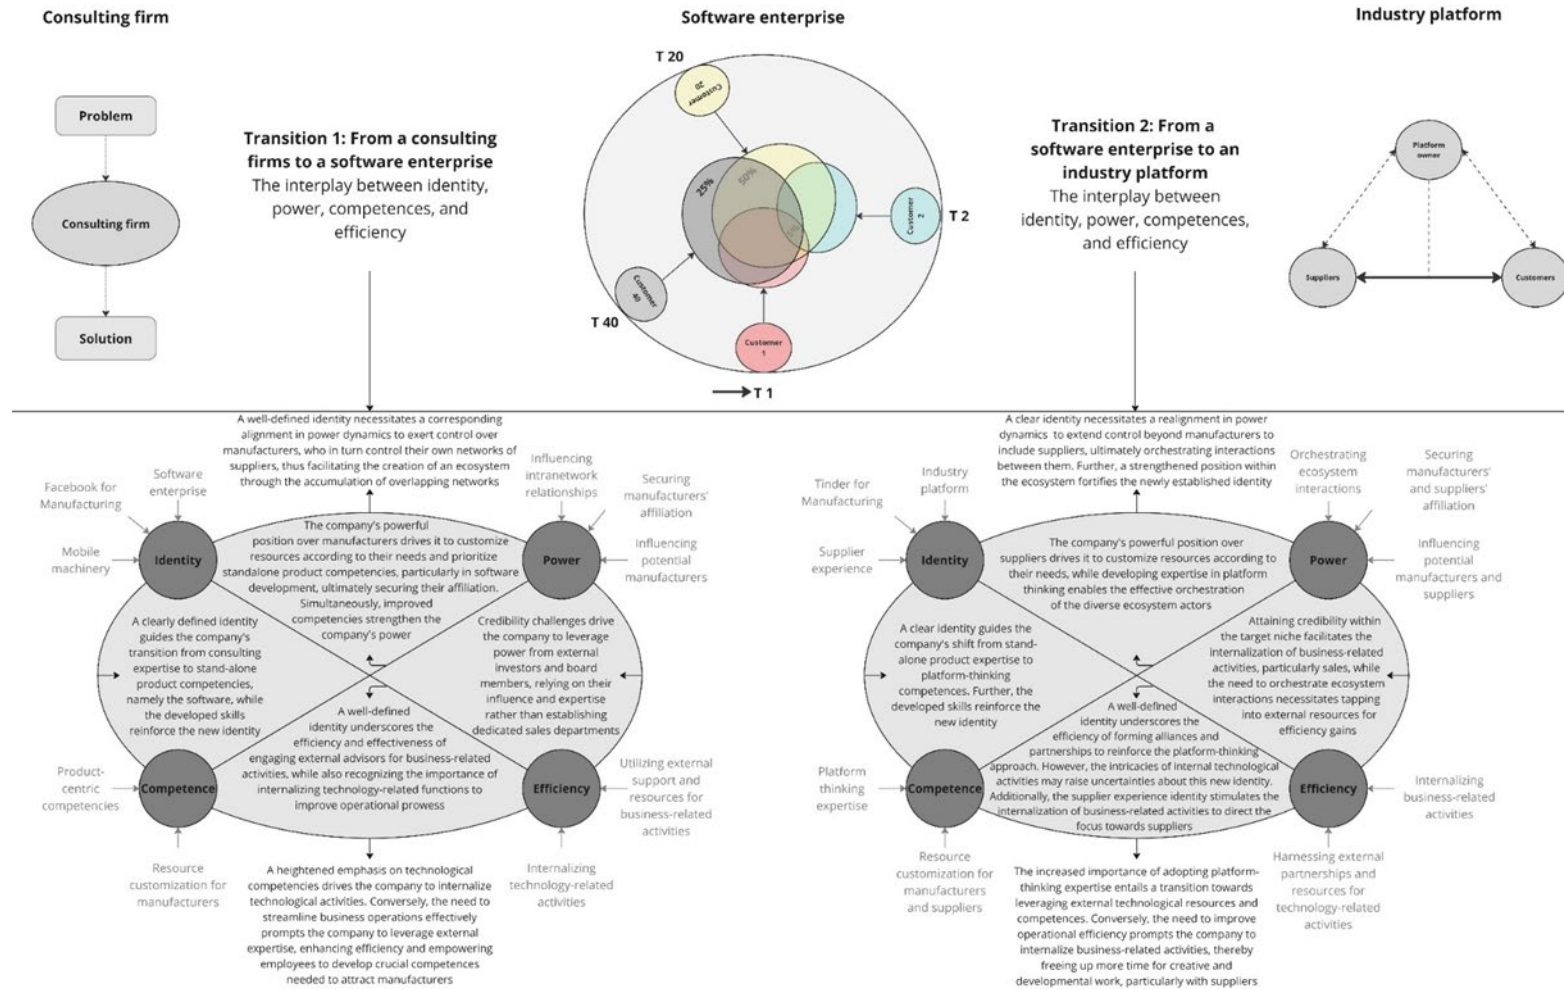 Consulting firm
Software enterprise
Industry platform
Problem
Consulting firm
Solution
Transition 1: From a consulting
firms to a software enterprise
The interplay between identity,
power, competences, and
efficiency
T 20
Customer
20
50%
25%
5%
Customer
2
T 2
Customer
40
T 40
Customer
1
T 1
Transition 2: From a
software enterprise to an
industry platform
The interplay between
identity, power, competences,
and efficiency
Platform
owner
Suppliers
Customers
A well-defined identity necessitates a corresponding
alignment in power dynamics to exert control over
manufacturers, who in turn control their own networks of
suppliers, thus facilitating the creation of an ecosystem
through the accumulation of overlapping networks
Facebook for
Manufacturing
Software
enterprise
Mobile
machinery
Identity
Influencing
intranetwork
relationships
Securing
manufacturers'
affiliation
Influencing
potential
manufacturers
Power
The company's powerful
position over manufacturers drives it to customize
resources according to their needs and prioritize
standalone product competencies, particularly in software
development, ultimately securing their affiliation.
Simultaneously, improved
competencies strengthen the
company's power
A clearly defined identity
guides the company's
transition from consulting
expertise to stand-alone
product competencies,
namely the software, while
the developed skills
reinforce the new identity
Credibility challenges drive
the company to leverage
power from external
investors and board
members, relying on their
influence and expertise
rather than establishing
dedicated sales departments
A well-defined
identity underscores the
efficiency and effectiveness of
engaging external advisors for business-related
activities, while also recognizing the importance of
internalizing technology-related functions to
improve operational prowess
Product-
centric
competencies
Competence
Resource
customization for
manufacturers
Efficiency
Utilizing external
support and
resources for
business-related
activities
Internalizing
technology-related
activities
A heightened emphasis on technological
competencies drives the company to internalize
technological activities. Conversely, the need to
streamline business operations effectively
prompts the company to leverage external
expertise, enhancing efficiency and empowering
employees to develop crucial competences
needed to attract manufacturers
A clear identity necessitates a realignment in power
dynamics to extend control beyond manufacturers to
include suppliers, ultimately orchestrating interactions
between them. Further, a strengthened position within
the ecosystem fortifies the newly established identity
Tinder for
Manufacturing
Industry
platform
Supplier
experience
Identity
Orchestrating
ecosystem
interactions
Securing
manufacturers'
and suppliers'
affiliation
Influencing
potential
manufacturers and
suppliers
Power
The company's powerful position over
suppliers drives it to customize resources according to
their needs, while developing expertise in platform
thinking enables the effective orchestration
of the diverse ecosystem actors
A clear identity guides the
company's shift from stand-
alone product expertise to
platform-thinking
competences. Further, the
developed skills reinforce the
new identity
Attaining credibility within
the target niche facilitates the
internalization of business-related
activities, particularly sales, while
the need to orchestrate ecosystem
interactions necessitates tapping
into external resources for
efficiency gains
A well-defined
identity underscores the
efficiency of forming alliances and
partnerships to reinforce the platform-thinking
approach. However, the intricacies of internal technological
activities may raise uncertainties about this new identity.
Additionally, the supplier experience identity stimulates the
internalization of business-related activities to direct the
focus towards suppliers
Platform
thinking
expertise
Competence
Resource
customization for
manufacturers
and suppliers
Efficiency
Internalizing
business-related
activities
Harnessing external
partnerships and
resources for
technology-related
activities
The increased importance of adopting platform-
thinking expertise entails a transition towards
leveraging external technological resources and
competences. Conversely, the need to improve
operational efficiency prompts the company to
internalize business-related activities, thereby
freeing up more time for creative and
developmental work, particularly with suppliers